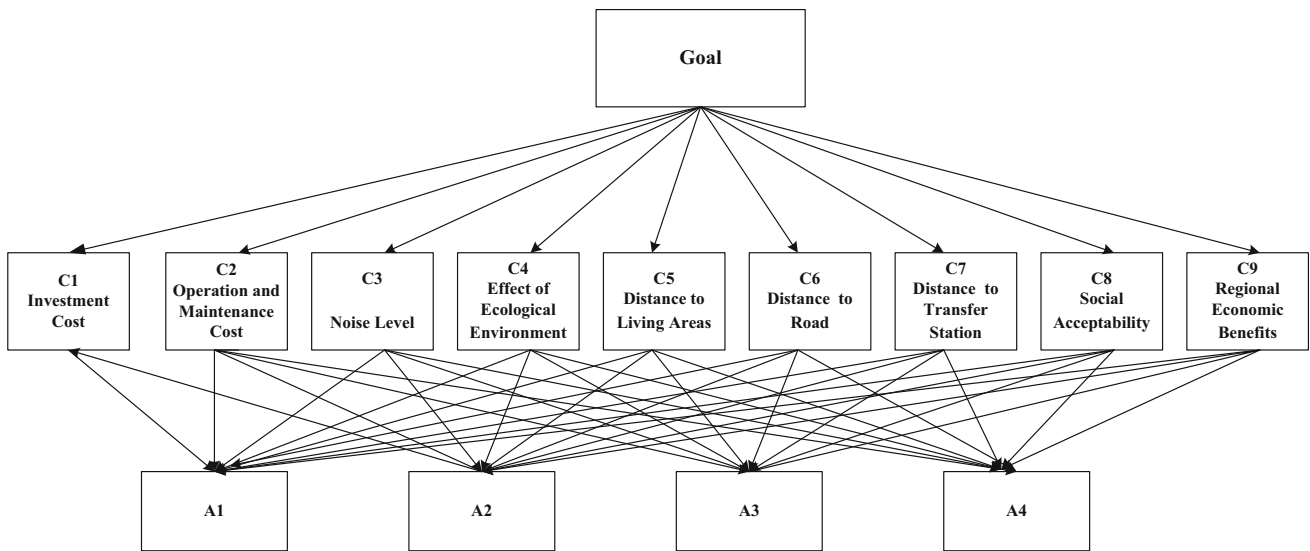 Goal
C1
Investment
Cost
C2
Operation and
Maintenance
Cost
C3
Noise Level
C4
Effect of
Ecological
Environment
C5
Distance to
Living Areas
C6
Distance to
Road
C7
Distance to
Transfer
Station
C8
Social
Acceptability
C9
Regional
Economic
Benefits
A1
A2
A3
A4